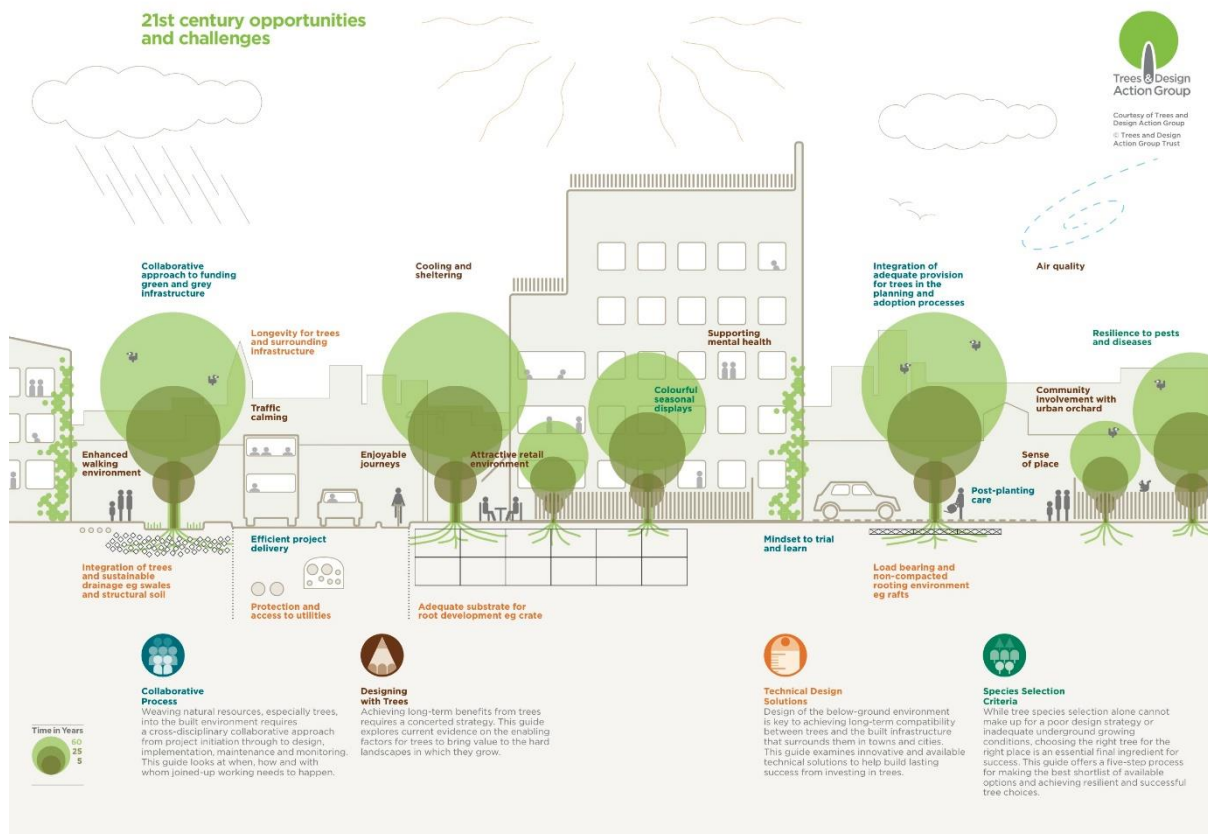 21st century opportunities
and challenges
Trees & Design
Action Group
Courtesy of Trees and
Design Action Group
© Trees and Design
Action Group Trust
Collaborative
approach to funding
green and grey
infrastructure
Cooling and
sheltering
Integration of
adequate provision
for trees in the
planning and
adoption processes
Air quality
Longevity for trees
and surrounding
infrastructure
Supporting
mental health
Resilience to pests
and diseases
Colourful
seasonal
displays
Community
involvement with
urban orchard
Traffic
calming
Enhanced
walking
environment
Enjoyable
journeys
Attractive retail
environment
Sense
of place
Post-planting
care
Efficient project
delivery
Mindset to trial
and learn
Integration of trees
and sustainable
drainage eg swales
and structural soil
Protection and
access to utilities
Adequate substrate for
root development eg crate
Load bearing and
non-compacted
rooting environment
eg rafts
Time in Years
60
25
5
Collaborative
Process
Weaving natural resources, especially trees,
into the built environment requires
a cross-disciplinary collaborative approach
from project initiation through to design,
implementation, maintenance and monitoring.
This guide looks at when, how and with
whom joined-up working needs to happen.
Designing
with Trees
Achieving long-term benefits from trees
requires a concerted strategy. This guide
explores current evidence on the enabling
factors for trees to bring value to the hard
landscapes in which they grow.
Technical Design
Solutions
Design of the below-ground environment
is key to achieving long-term compatibility
between trees and the built infrastructure
that surrounds them in towns and cities.
This guide examines innovative and available
technical solutions to help build lasting
success from investing in trees.
Species Selection
Criteria
While tree species selection alone cannot
make up for a poor design strategy or
inadequate underground growing
conditions, choosing the right tree for the
right place is an essential final ingredient for
success. This guide offers a five-step process
for making the best shortlist of available
options and achieving resilient and successful
tree choices.